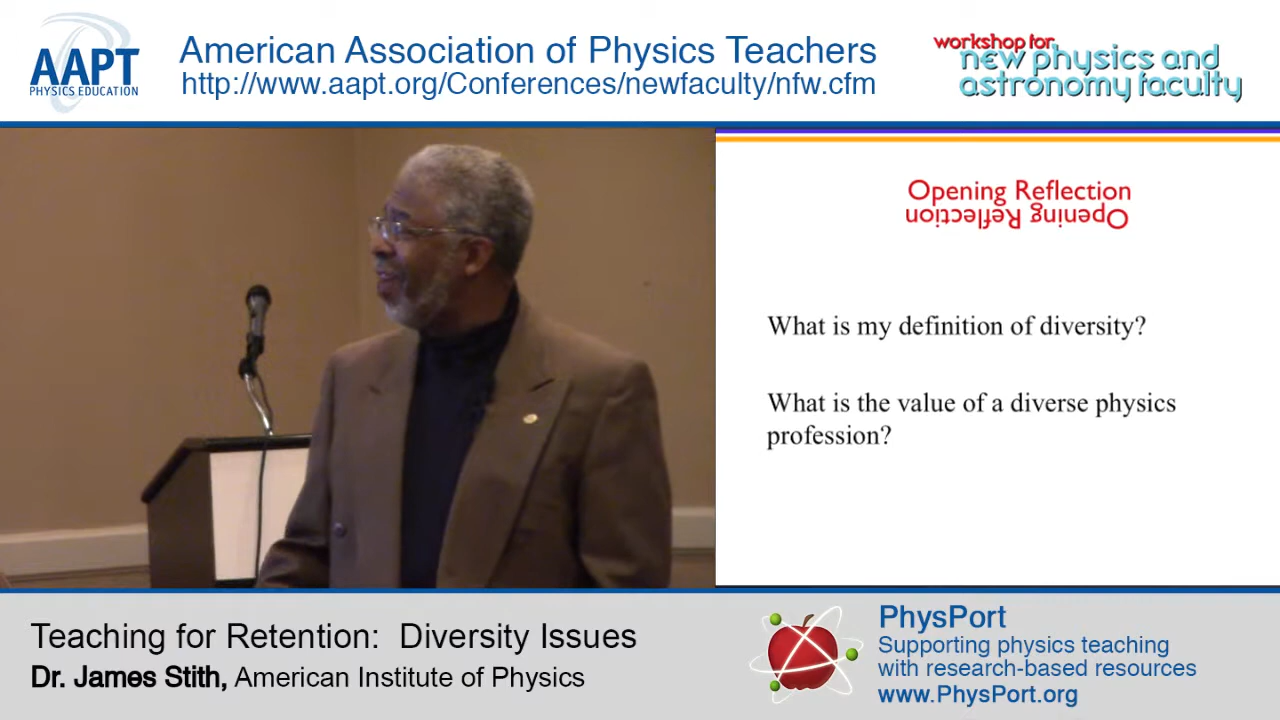 AAPT
PHYSICS EDUCATION
American Association of Physics Teachers
http://www.aapt.org/Conferences/newfaculty/nfw.cfm
workshop for
new physics and
astronomy faculty
Opening Reflection
Opening Reflection
What is my definition of diversity?
What is the value of a diverse physics
profession?
Teaching for Retention: Diversity Issues
Dr. James Stith, American Institute of Physics
PhysPort
Supporting physics teaching
with research-based resources
www.PhysPort.org